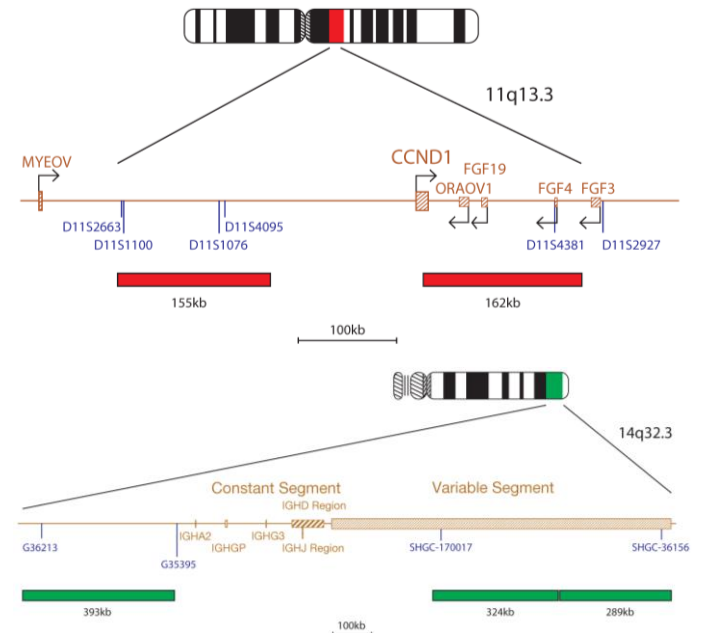 11q13.3
MYEOV
CCND1
FGF19
ORAOV1
FGF4
FGF3
D11S2663
D11S4095
D11S1100
D11S1076
D11S4381
D11S2927
155kb
162kb
100kb
14q32.3
Constant Segment
Variable Segment
IGHD Region
IGHA2
IGHG3
IGHGP
IGHJ Region
G36213
G35395
SHGC-170017
SHGC-36156
393kb
324kb
289kb
100kb